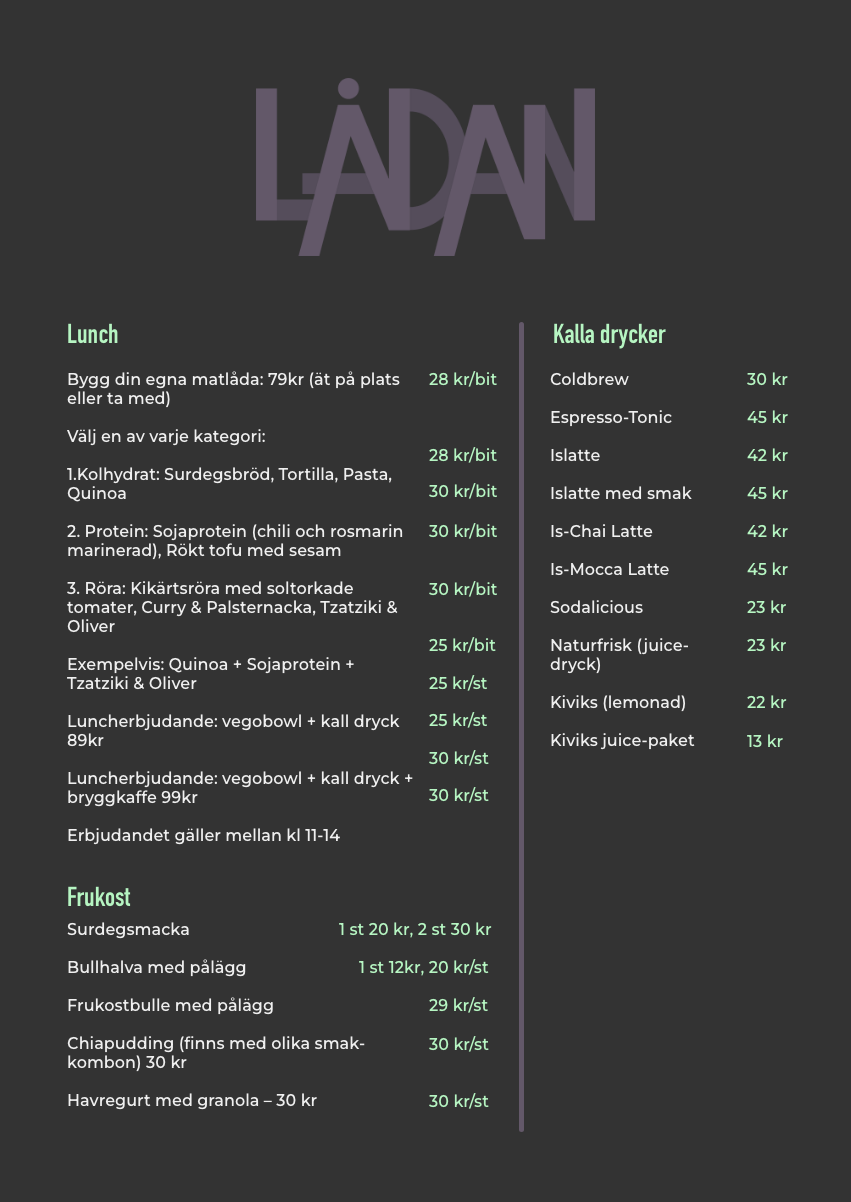 LÅDAN
Lunch
Bygg din egna matlåda: 79kr (ät på plats 28 kr/bit
eller ta med)
Välj en av varje kategori:
28 kr/bit
1.Kolhydrat: Surdegsbröd, Tortilla, Pasta,
Quinoa 30 kr/bit
2. Protein: Sojaprotein (chili och rosmarin 30 kr/bit
marinerad), Rökt tofu med sesam
3. Röra: Kikärtsröra med soltorkade 30 kr/bit
tomater, Curry & Palsternacka, Tzatziki &
Oliver
25 kr/bit
Exempelvis: Quinoa + Sojaprotein +
Tzatziki & Oliver 25 kr/st
Luncherbjudande: vegobowl + kall dryck 25 kr/st
89kr
30 kr/st
Luncherbjudande: vegobowl + kall dryck +
bryggkaffe 99kr 30 kr/st
Erbjudandet gäller mellan kl 11-14
Frukost
Surdegsmacka 1 st 20 kr, 2 st 30 kr
Bullhalva med pålägg 1 st 12kr, 20 kr/st
Frukostbulle med pålägg 29 kr/st
Chiapudding (finns med olika smak- 30 kr/st
kombon) 30 kr
Havregurt med granola – 30 kr 30 kr/st
Kalla drycker
Coldbrew 30 kr
Espresso-Tonic 45 kr
Islatte 42 kr
Islatte med smak 45 kr
Is-Chai Latte 42 kr
Is-Mocca Latte 45 kr
Sodalicious 23 kr
Naturfrisk (juice- 23 kr
dryck)
Kiviks (lemonad) 22 kr
Kiviks juice-paket 13 kr